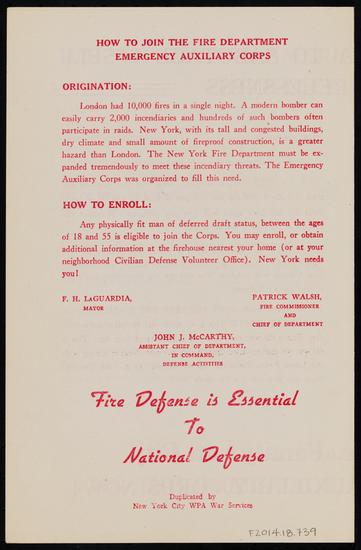 HOW TO JOIN THE FIRE DEPARTMENT
EMERGENCY AUXILIARY CORPS
ORIGINATION:
London had 10,000 fires in a single night. A modern bomber can
easily carry 2,000 incendiaries and hundreds of such bombers often
participate in raids. New York, with its tall and congested buildings,
dry climate and small amount of fireproof construction, is a greater
hazard than London. The New York Fire Department must be ex-
panded tremendously to meet these incendiary threats. The Emergency
Auxiliary Corps was organized to fill this need.
HOW TO ENROLL:
Any physically fit man of deferred draft status, between the ages
of 18 and 55 is eligible to join the Corps. You may enroll, or obtain
additional information at the firehouse nearest your home (or at your
neighborhood Civilian Defense Volunteer Office). New York needs
you!
F. H. LaGUARDIA,
MAYOR
PATRICK WALSH,
FIRE COMMISSIONER
AND
CHIEF OF DEPARTMENT
JOHN J. McCARTHY,
ASSISTANT CHIEF OF DEPARTMENT,
IN COMMAND,
DEFENSE ACTIVITIES
Fire Defense is Essential
To
National Defense
Duplicated by
New York City WPA War Services
F2014.18.739